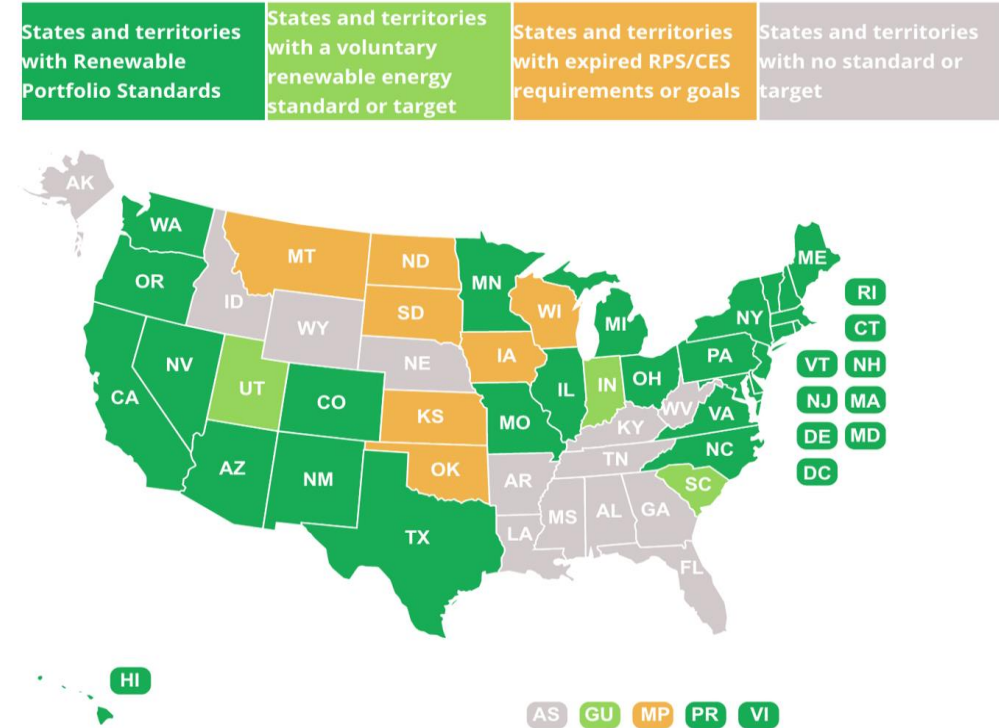 States and territories
with Renewable
Portfolio Standards
States and territories
with a voluntary
renewable energy
standard or target
States and territories
with expired RPS/CES
requirements or goals
States and territories
with no standard or
target
AK
WA
OR
ID
MT
ND
SD
MN
WI
MI
ME
RI
CT
VT NH
NJ MA
DE MD
DC
NY
PA
WY
NE
IA
IL
IN
OH
WV
VA
CA
NV
UT
CO
KS
MO
KY
NC
TN
SC
AZ
NM
OK
AR
TX
LA
MS
AL
GA
FL
HI
AS GU MP PR VI